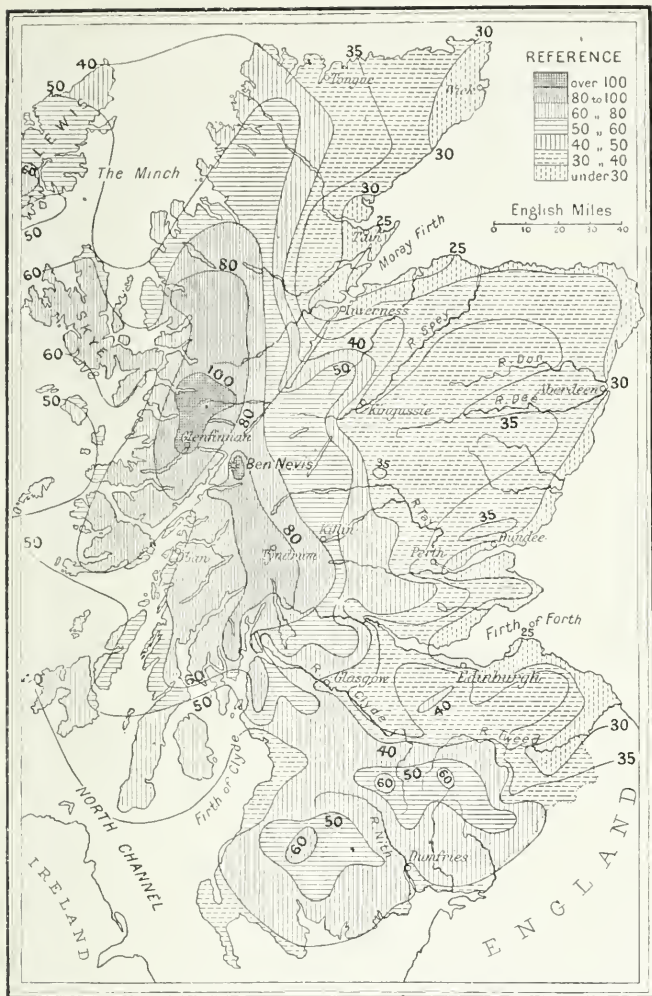 REFERENCE
over 100
80 to 100
60 „ 80
50 „ 60
40 „ 50
30 „ 40
under 30
English Miles
0 10 20 30 40
40
50
35
30
Tongue
Wick
LEWIS
The Minch
30
30
25
Tain
Moray Firth
50
60
80
25
Inverness
SKYE
40
R. Spey
50
60
100
R. Don
Aberdeen
30
50
80
Kingussie
R. Dee
35
Glenfinnan
Ben Nevis
35
R. Tay
35
50
80
Killin
Dundee
Oban
Tyndrum
Perth
Firth of Forth
25
60
50
Glasgow
R. Clyde
Edinburgh
40
R. Tweed
30
40
35
Firth of Clyde
60
50
60
NORTH CHANNEL
50
R. Nith
60
Dumfries
IRELAND
ENGLAND